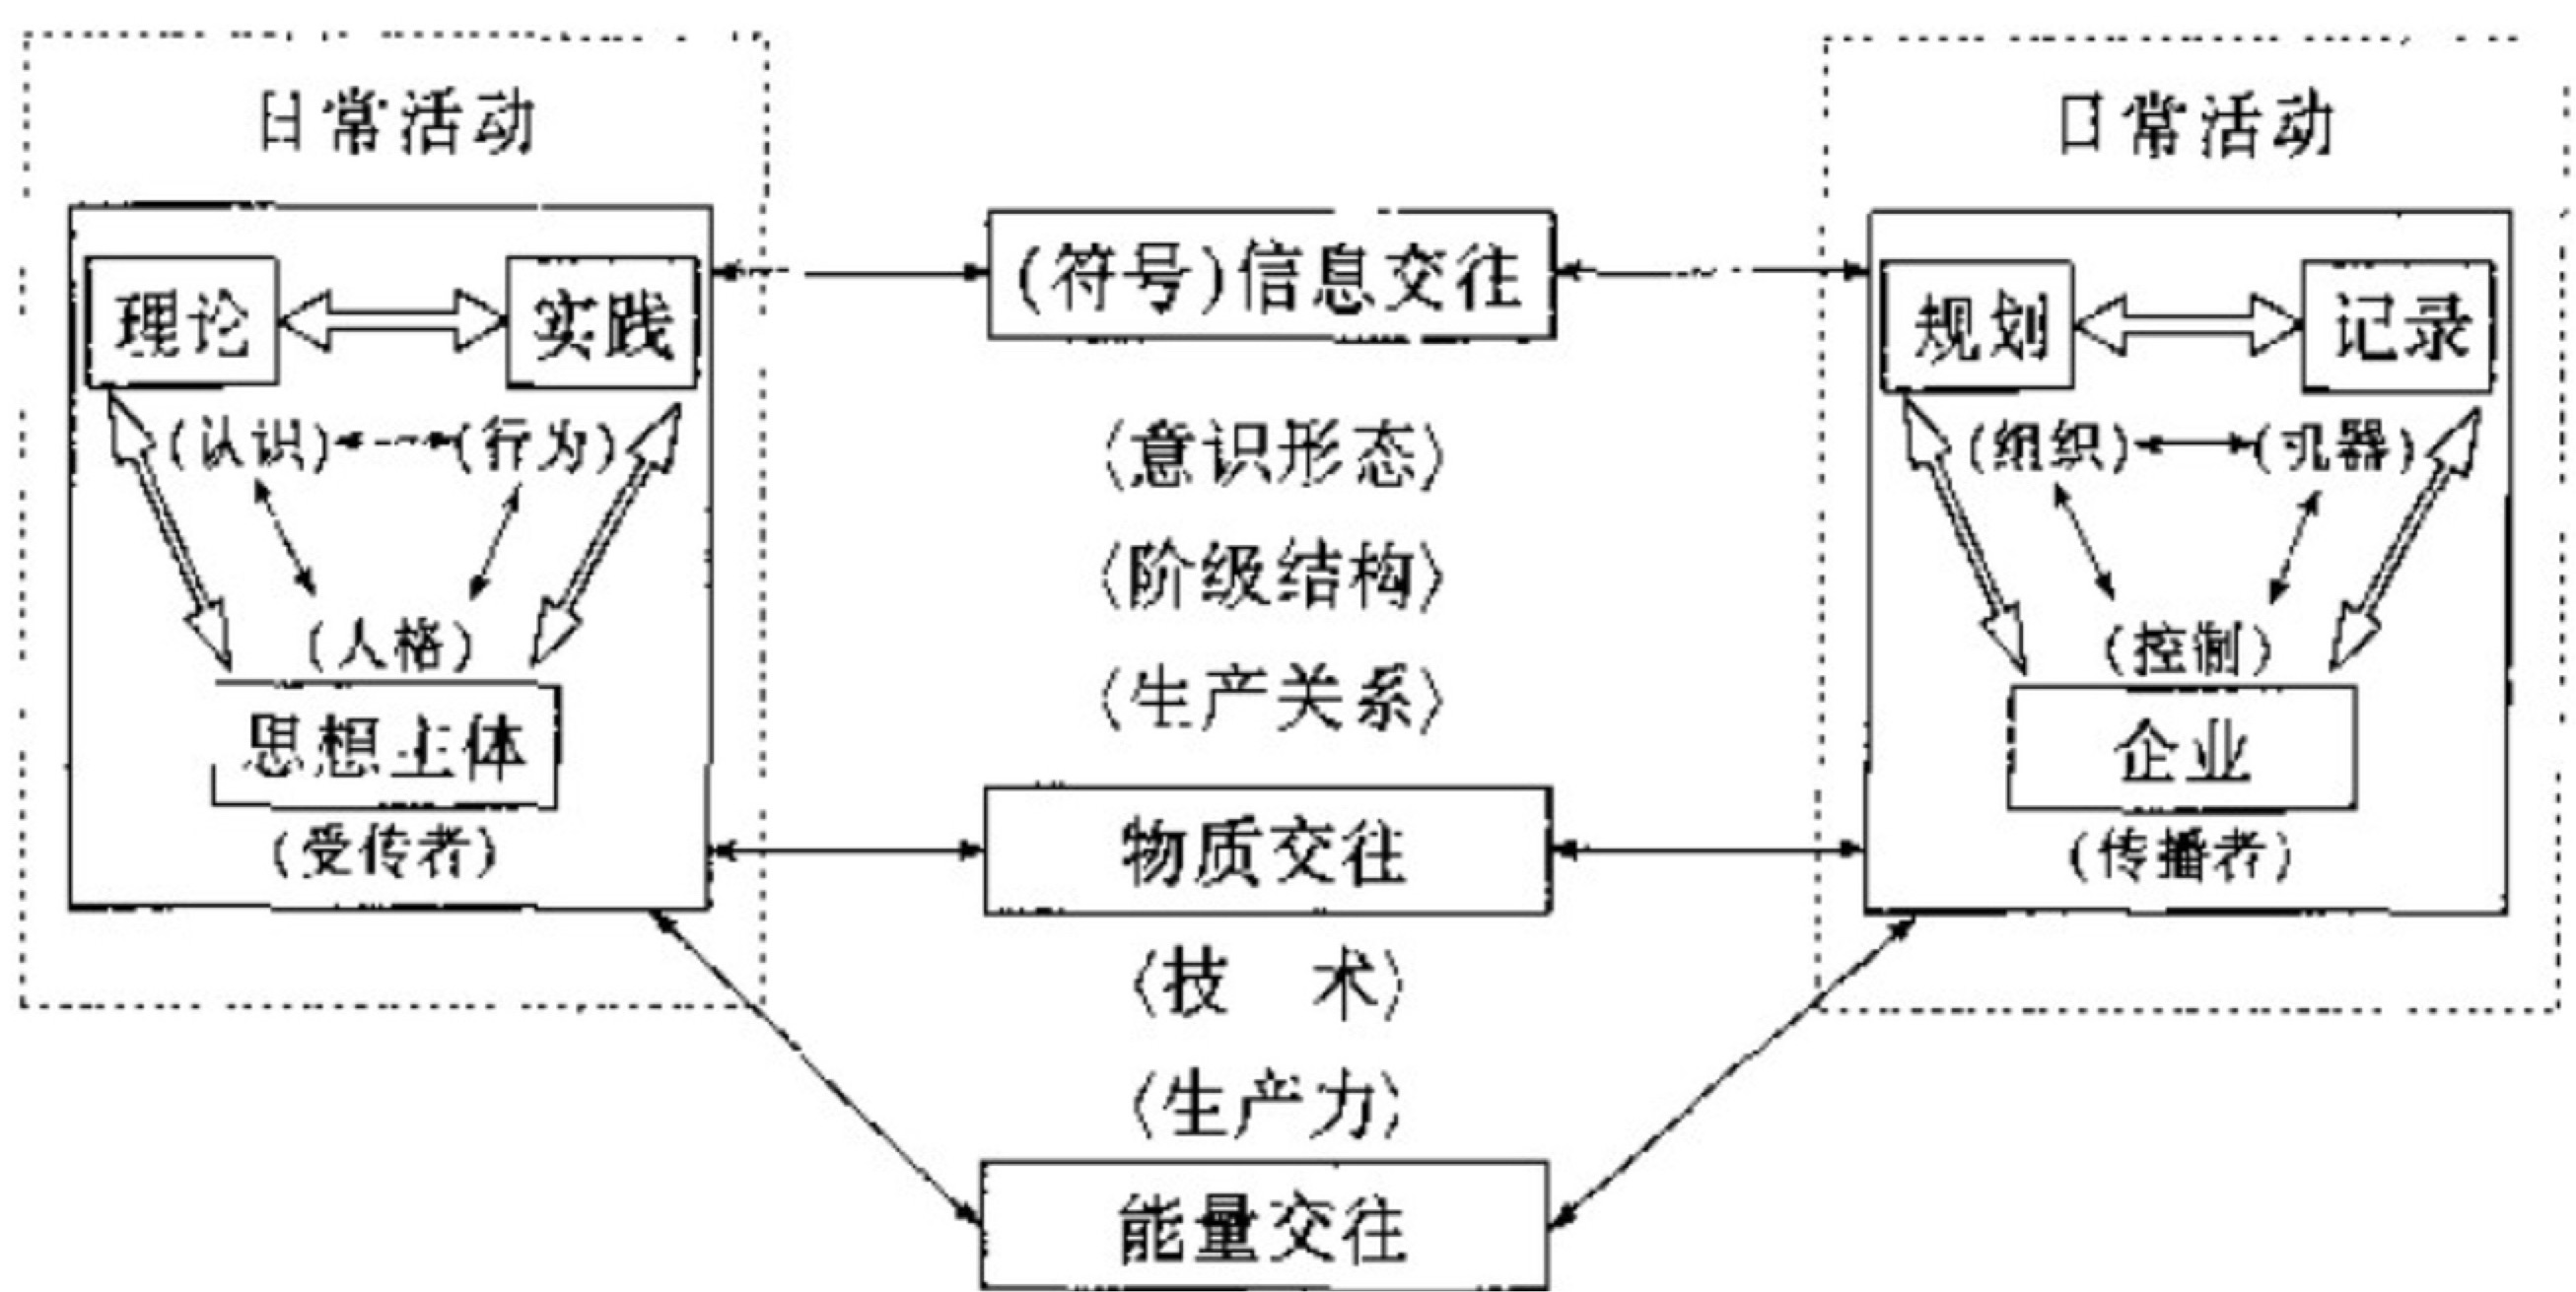 日常活动
理论
实践
(认识)
(行为)
(人格)
思想主体
(受传者)
(符号)信息交往
〈意识形态〉
〈阶级结构〉
〈生产关系〉
物质交往
〈技 术〉
〈生产力〉
能量交往
日常活动
规划
记录
(组织)
(机器)
(控制)
企业
(传播者)